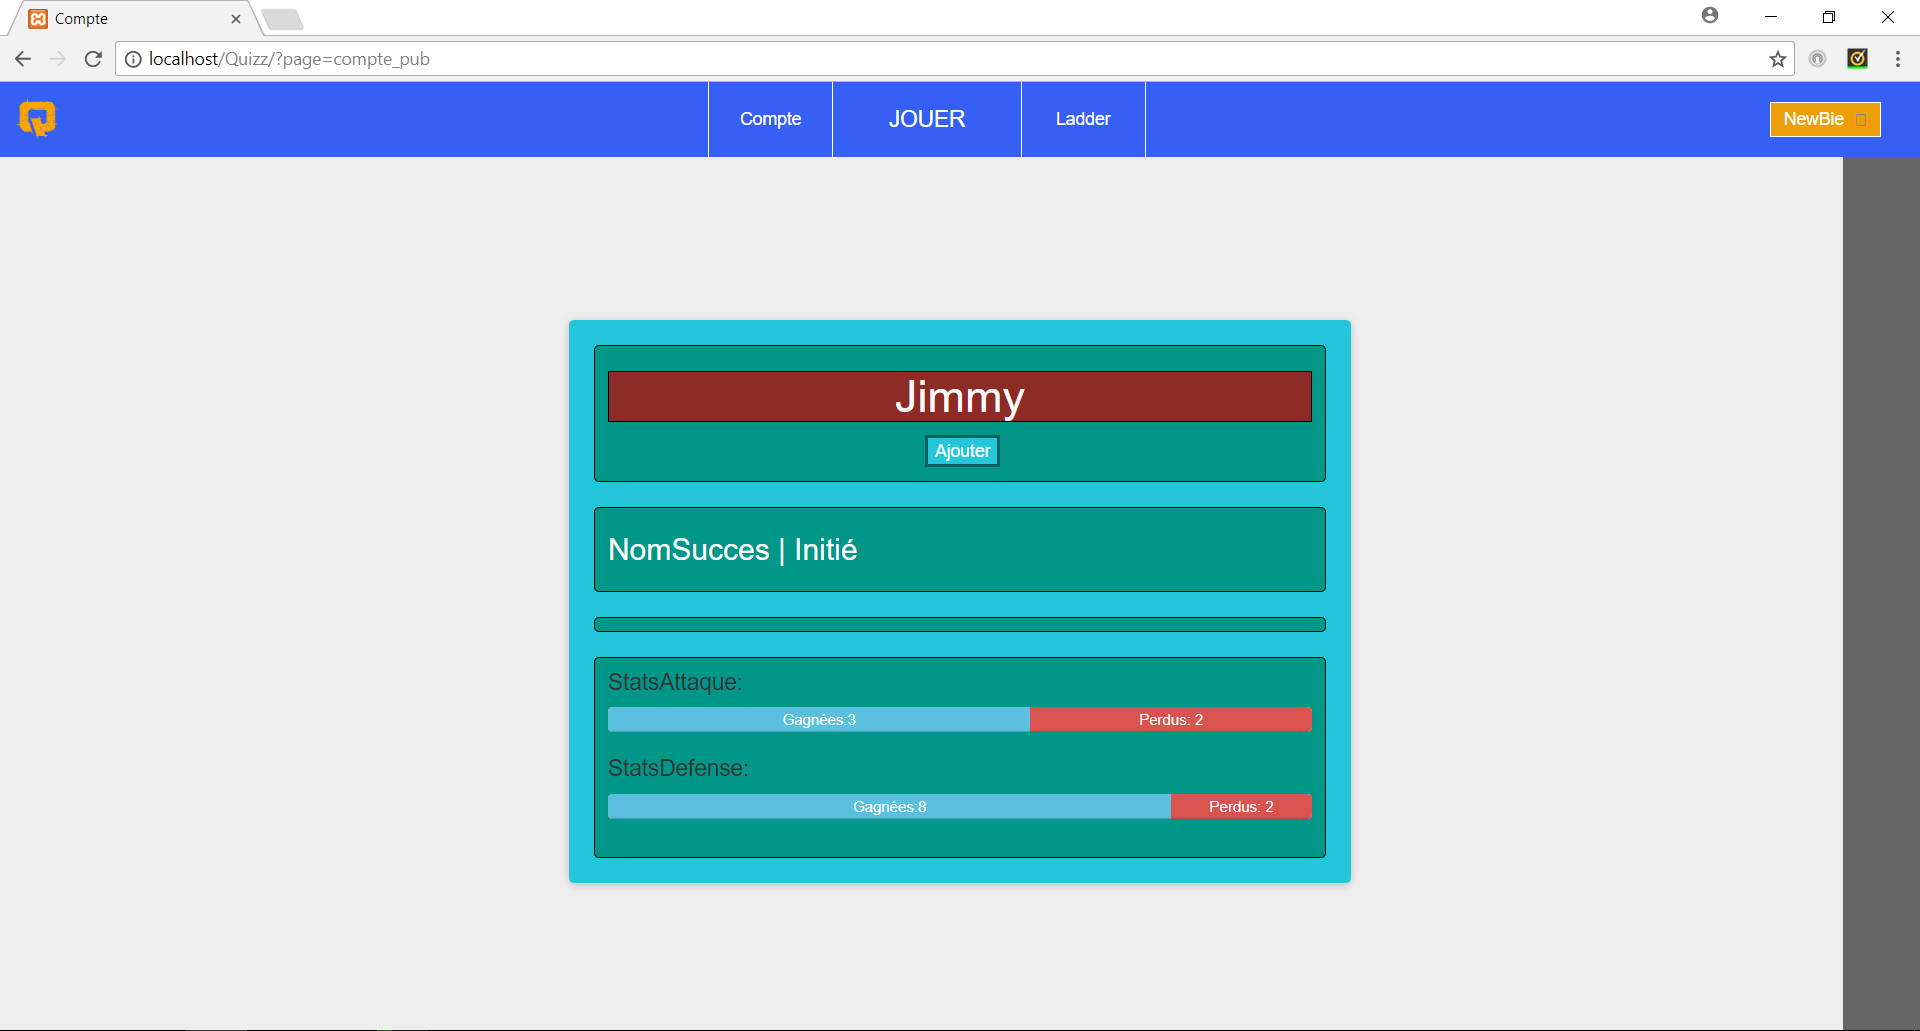 Compte
localhost/Quizz/?page=compte_pub
Compte
JOUER
Ladder
NewBie
Jimmy
Ajouter
NomSucces | Initié
StatsAttaque:
Gagnées:3 Perdus: 2
StatsDefense:
Gagnées:8 Perdus: 2